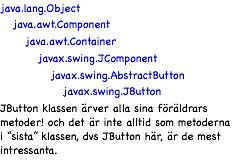 java.lang.Object
java.awt.Component
java.awt.Container
javax.swing.JComponent
javax.swing.AbstractButton
javax.swing.JButton
JButton klassen ärver alla sina föräldrars
metoder! och det är inte alltid som metoderna
i "sista" klassen, dvs JButton här, är de mest
intressanta.